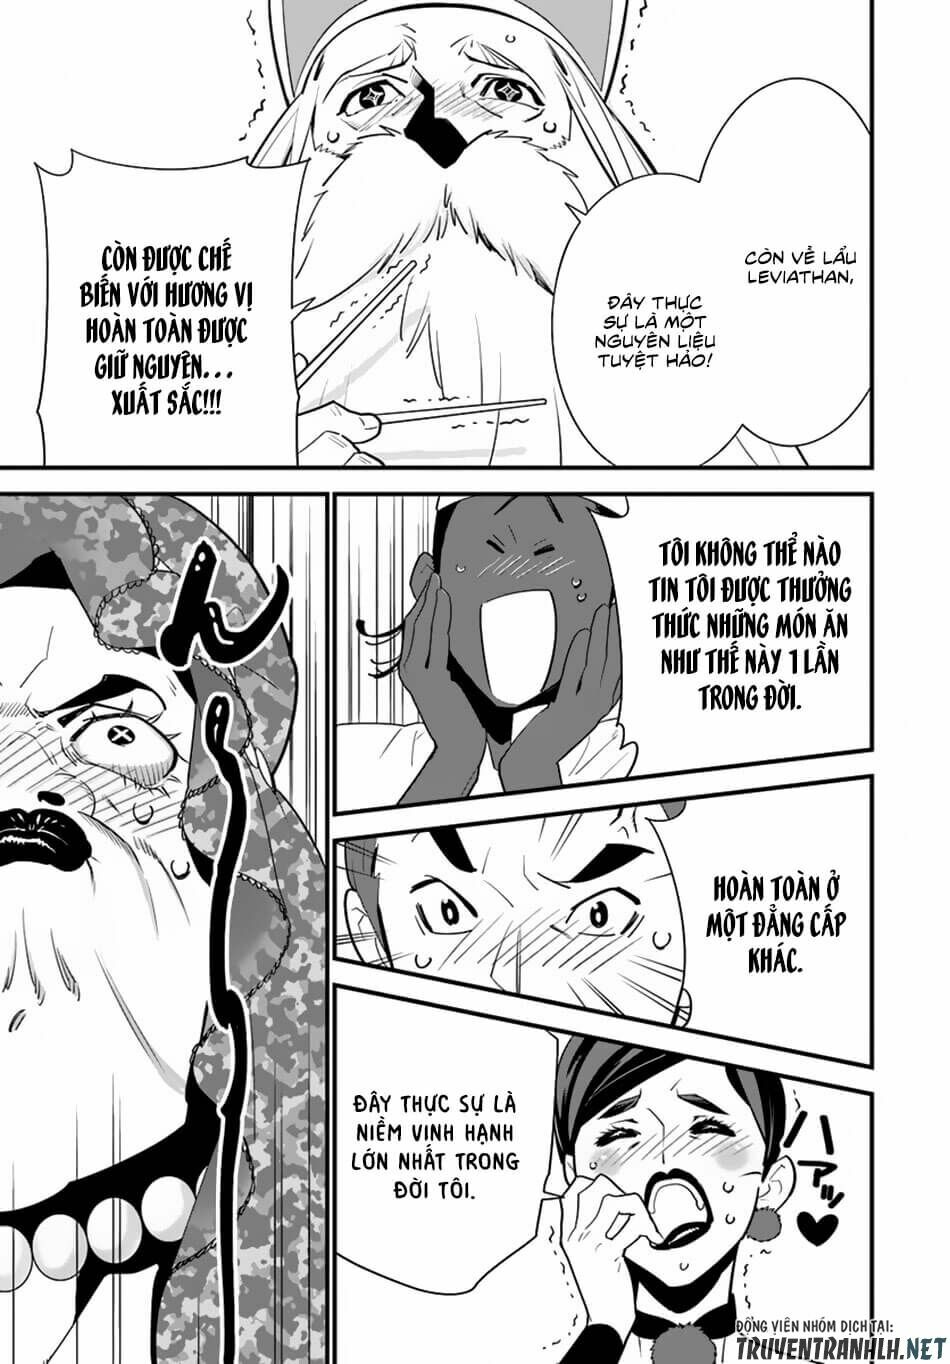 CÒN VỀ LẨU
LEVIATHAN,
ĐÂY THỰC
SỰ LÀ MỘT
NGUYÊN LIỆU
TUYỆT HẢO!
CÒN ĐƯỢC CHẾ
BIẾN VỚI HƯƠNG VỊ
HOÀN TOÀN ĐƯỢC
GIỮ NGUYÊN...
XUẤT SẮC!!!
TÔI KHÔNG THỂ NÀO
TIN TÔI ĐƯỢC THƯỞNG
THỨC NHỮNG MÓN ĂN
NHƯ THẾ NÀY 1 LẦN
TRONG ĐỜI.
HOÀN TOÀN Ở
MỘT ĐẲNG CẤP
KHÁC.
ĐÂY THỰC SỰ LÀ
NIỀM VINH HẠNH
LỚN NHẤT TRONG
ĐỜI TÔI.
ハアッ♥
ĐỘNG VIÊN NHÓM DỊCH TẠI:
TRUYENTRANHLH.NET